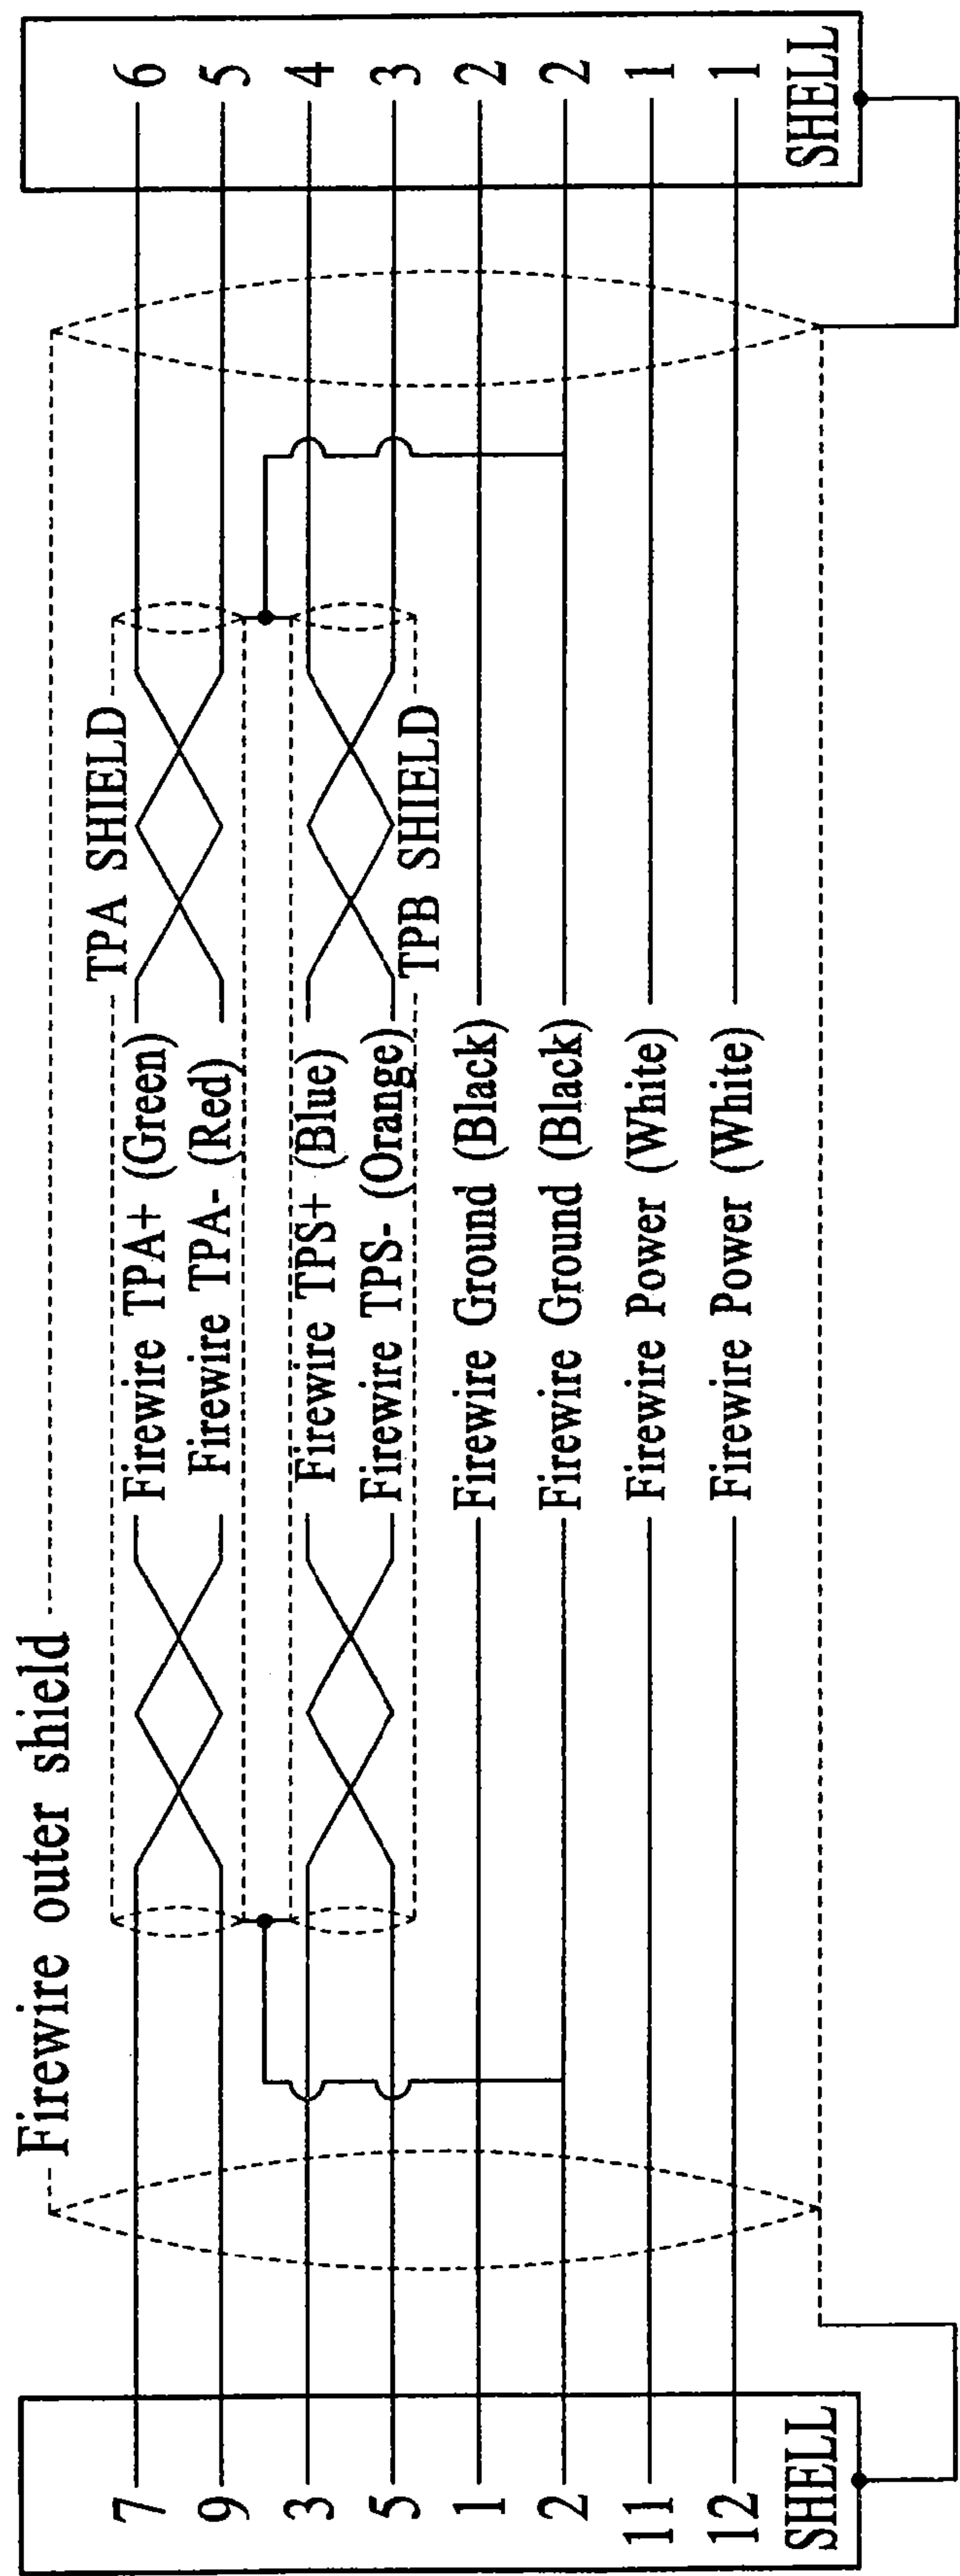 Firewire outer shield
TPA SHIELD
7 Firewire TPA+ (Green) 6
9 Firewire TPA- (Red) 5
3 Firewire TPS+ (Blue) 4
5 Firewire TPS- (Orange) 3
TPB SHIELD
1 Firewire Ground (Black) 2
2 Firewire Ground (Black) 2
11 Firewire Power (White) 1
12 Firewire Power (White) 1
SHELL SHELL